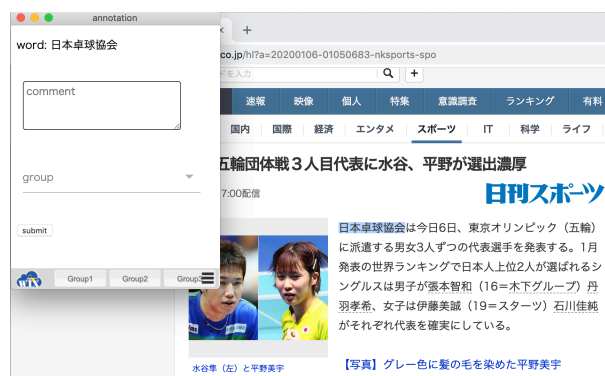 annotation
word: 日本卓球協会
comment
group
submit
wix
Group1
Group2
Group3
co.jp/hl?a=20200106-01050683-nksports-spo
ドを入力
速報 映像 個人 特集 意識調査 ランキング 有料
国内 国際 経済 エンタメ スポーツ IT 科学 ライフ
五輪団体戦３人目代表に水谷、平野が選出濃厚
7:00配信
日刊スポーツ
日本卓球協会は今日6日、東京オリンピック（五輪）
に派遣する男女3人ずつの代表選手を発表する。1月
発表の世界ランキングで日本人上位2人が選ばれるシ
ングルスは男子が張本智和（16＝木下グループ）丹
羽孝希、女子は伊藤美誠（19＝スターツ）石川佳純
がそれぞれ代表を確実にしている。
水谷隼（左）と平野美宇
【写真】グレー色に髪の毛を染めた平野美宇